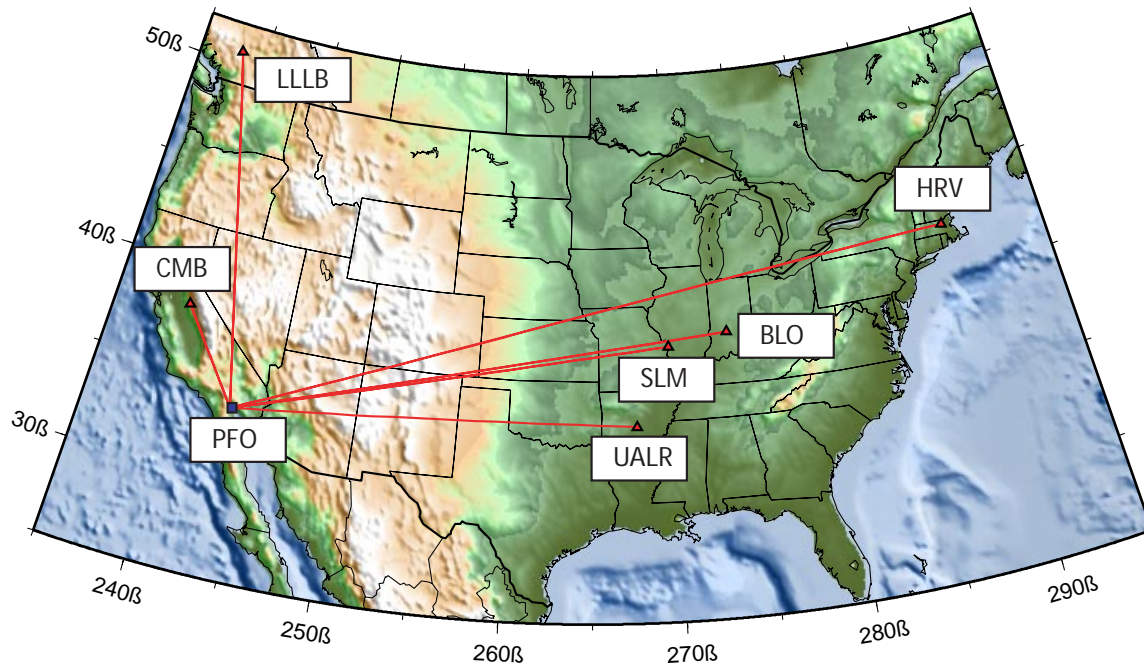 50ß
LLLB
HRV
40ß
CMB
BLO
SLM
30ß
PFO
UALR
240ß
250ß
260ß
270ß
280ß
290ß